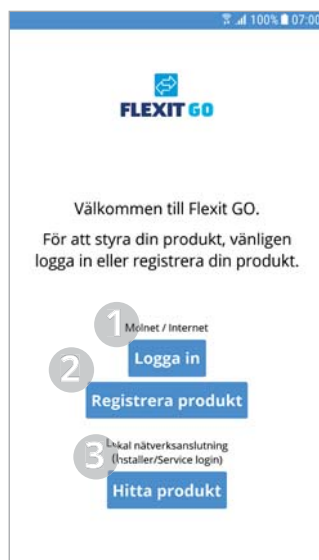 100% 07:00
FLEXIT GO
Välkommen till Flexit GO.
För att styra din produkt, vänligen
logga in eller registrera din produkt.
1
Molnet / Internet
Logga in
2
Registrera produkt
3
Lokal nätverksanslutning
(Installer/Service login)
Hitta produkt